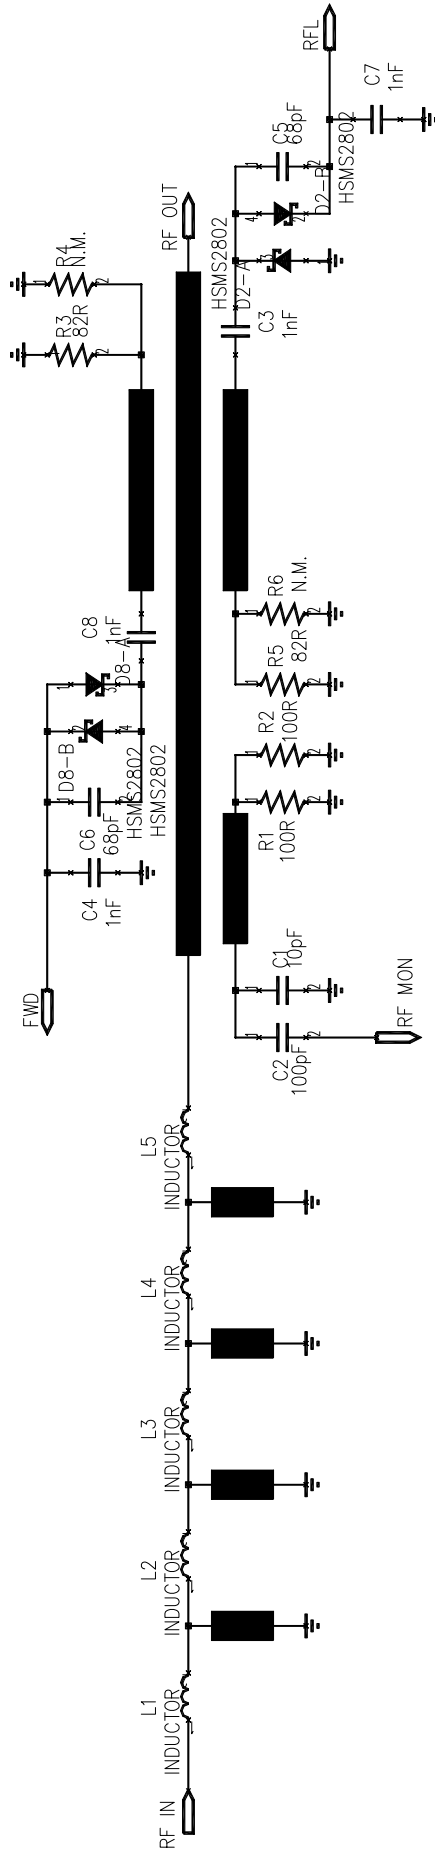 RF IN
L1
INDUCTOR
L2
INDUCTOR
L3
INDUCTOR
L4
INDUCTOR
L5
INDUCTOR
FWD
C4
1nF
C6
68pF
D8-B
HSMS2802
HSMS2802
D8-A
C8
1nF
R3
82R
R4
N.M.
RF OUT
RF MON
C2
100pF
C1
10pF
R1
100R
R2
100R
R5
82R
R6
N.M.
C3
1nF
D2-A
HSMS2802
D2-B
HSMS2802
C5
68pF
C7
1nF
RFL